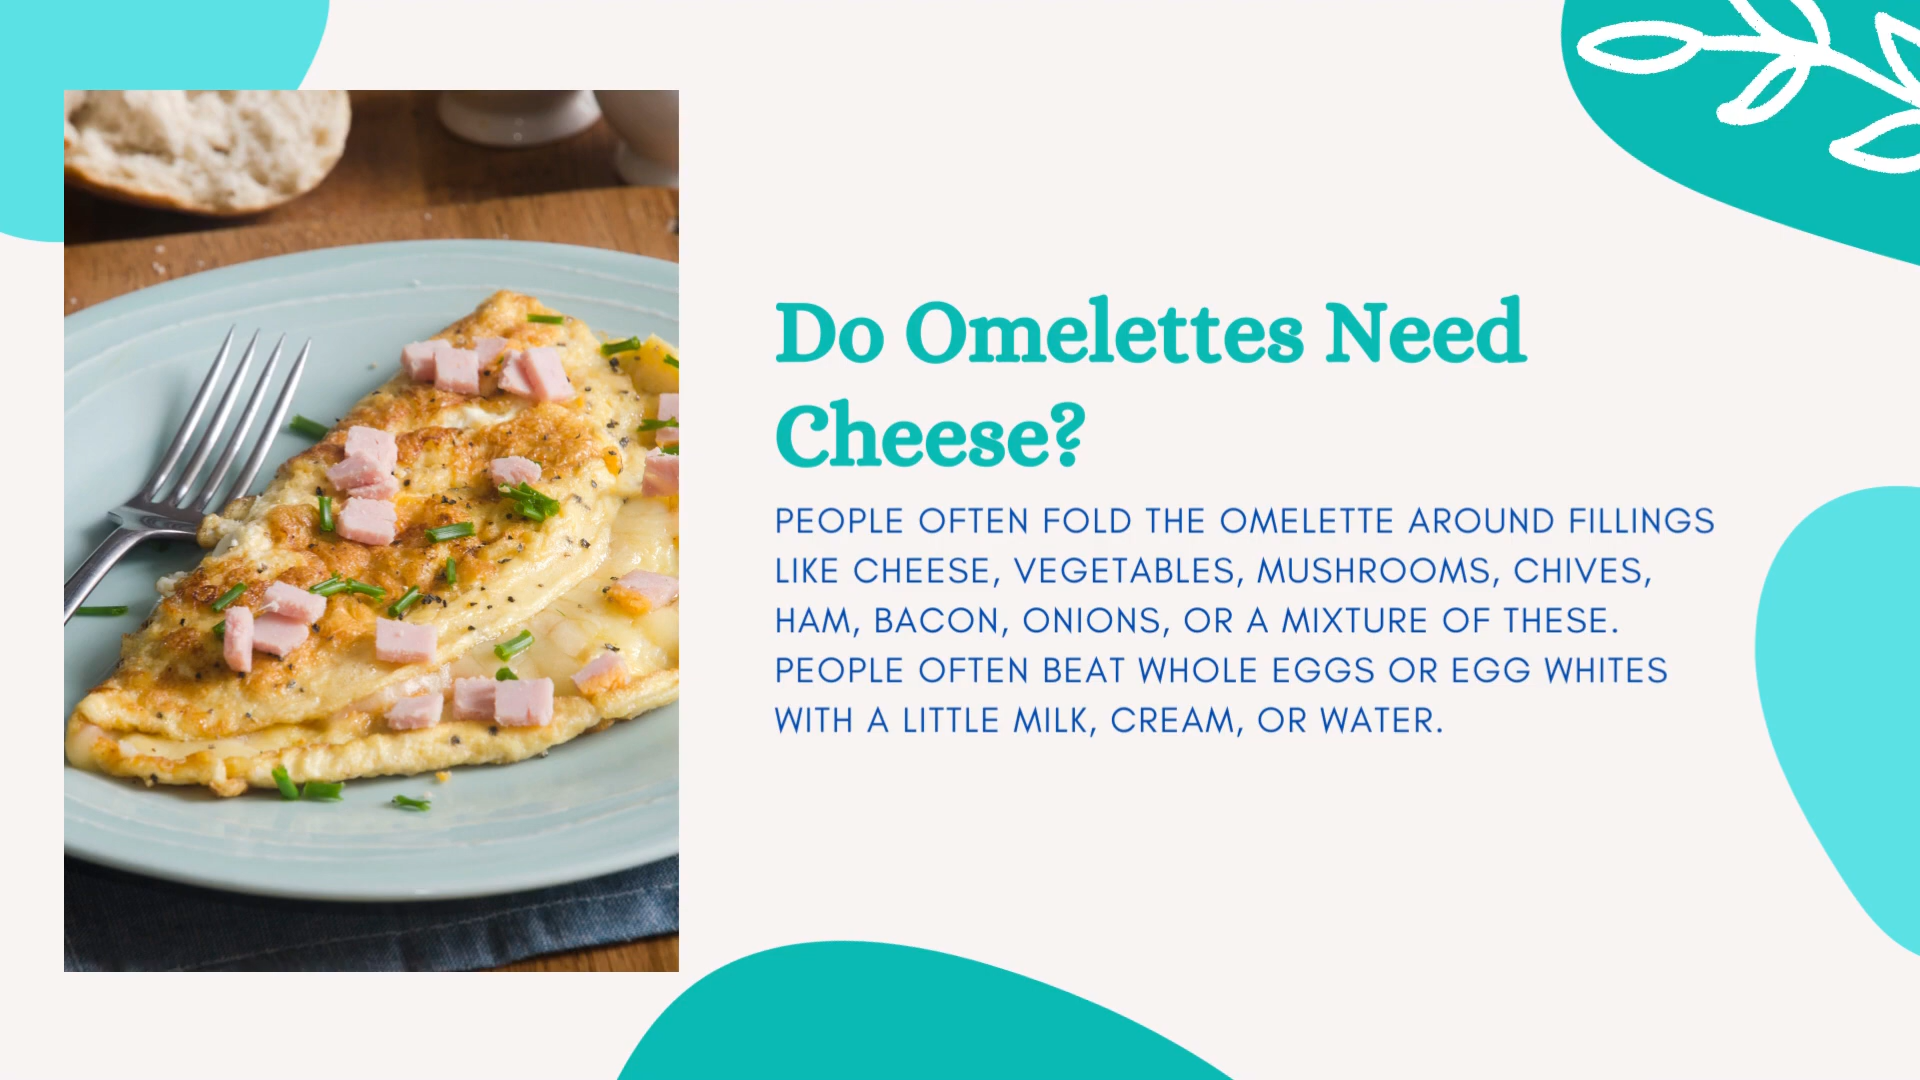 Do Omelettes Need
Cheese?
PEOPLE OFTEN FOLD THE OMELETTE AROUND FILLINGS
LIKE CHEESE, VEGETABLES, MUSHROOMS, CHIVES,
HAM, BACON, ONIONS, OR A MIXTURE OF THESE.
PEOPLE OFTEN BEAT WHOLE EGGS OR EGG WHITES
WITH A LITTLE MILK, CREAM, OR WATER.